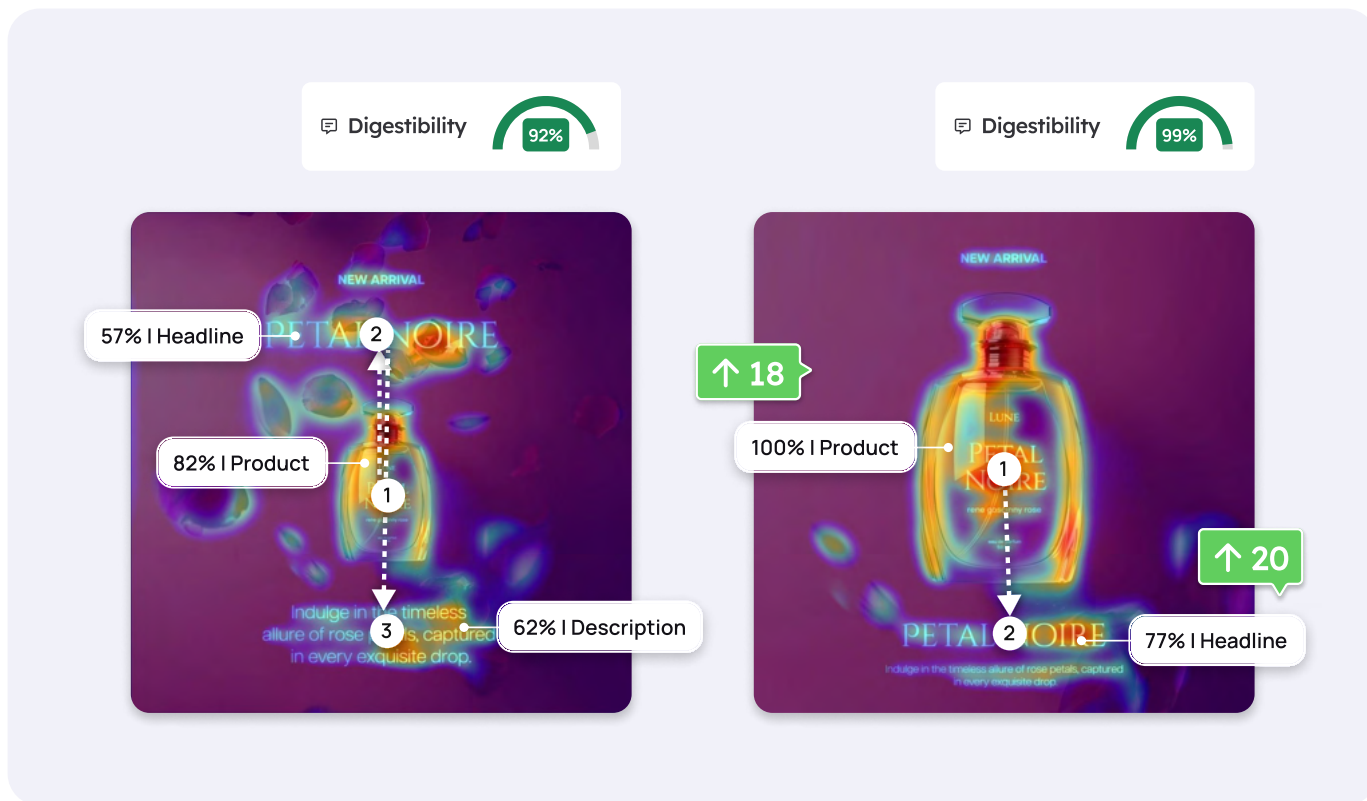 Digestibility
92%
NEW ARRIVAL
57% | Headline
PETAL NOIRE
2
82% | Product
1
Indulge in the timeless
allure of rose petals, captured
in every exquisite drop.
3
62% | Description
Digestibility
99%
NEW ARRIVAL
↑ 18
LUNE
100% | Product
PETAL
NOIRE
1
↑ 20
PETAL NOIRE
2
77% | Headline
Indulge in the timeless allure of rose petals, captured
in every exquisite drop.